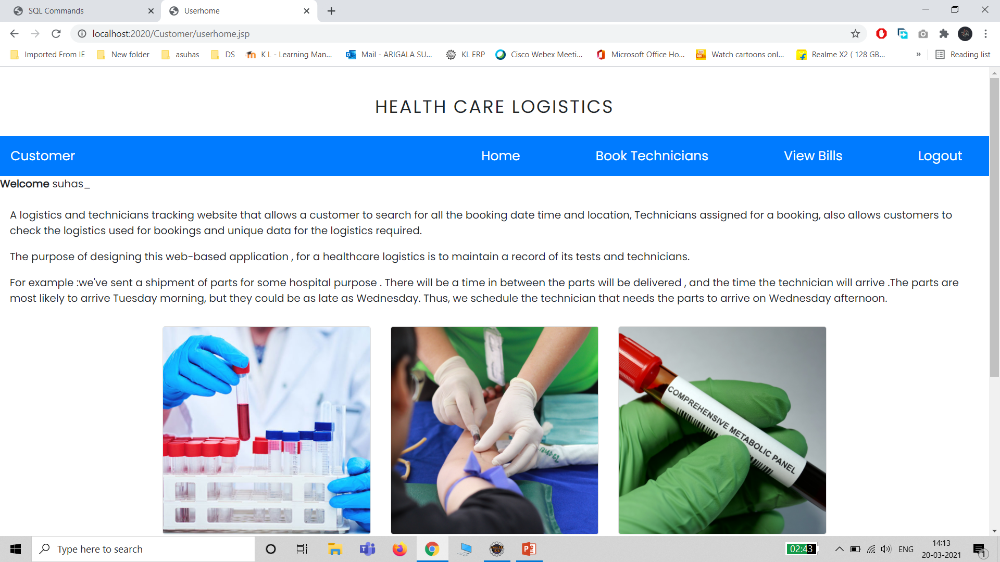 SQL Commands
Userhome
localhost:2020/Customer/userhome.jsp
Imported From IE
New folder
asuhas
DS
K L - Learning Man...
Mail - ARIGALA SU...
KL ERP
Cisco Webex Meeti...
Microsoft Office Ho...
Watch cartoons onl...
Realme X2 ( 128 GB...
»
Reading list
HEALTH CARE LOGISTICS
Customer
Home
Book Technicians
View Bills
Logout
Welcome suhas_
A logistics and technicians tracking website that allows a customer to search for all the booking date time and location, Technicians assigned for a booking, also allows customers to
check the logistics used for bookings and unique data for the logistics required.
The purpose of designing this web-based application , for a healthcare logistics is to maintain a record of its tests and technicians.
For example :we've sent a shipment of parts for some hospital purpose . There will be a time in between the parts will be delivered , and the time the technician will arrive .The parts are
most likely to arrive Tuesday morning, but they could be as late as Wednesday. Thus, we schedule the technician that needs the parts to arrive on Wednesday afternoon.
COMPREHENSIVE METABOLIC PANEL
Type here to search
02:43
ENG
14:13
20-03-2021
1